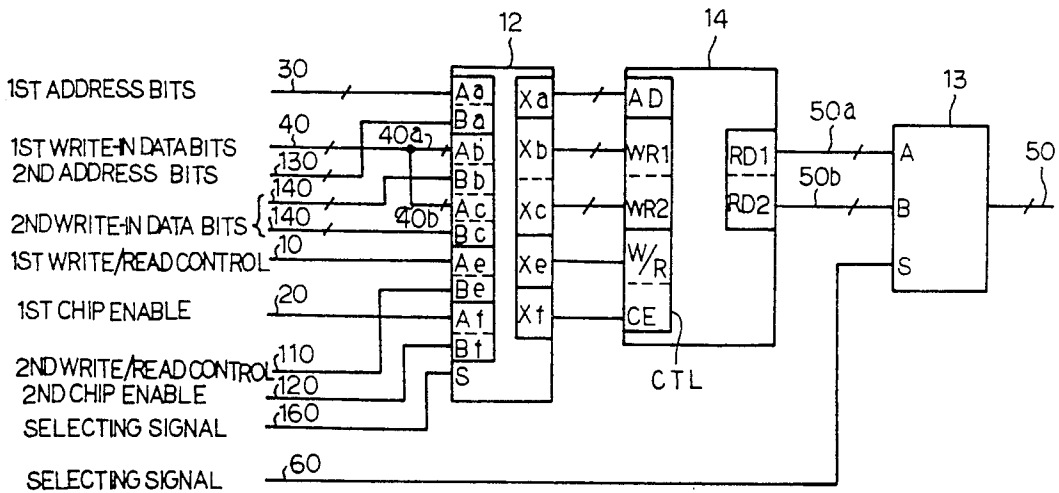 12
14
13
1ST ADDRESS BITS
30
Aa
Ba
Xa
AD
1ST WRITE-IN DATA BITS
40
40a
Ab
Xb
WR1
RD1
50a
A
50
2ND ADDRESS BITS
130
Bb
2ND WRITE-IN DATA BITS
140
140
40b
Ac
Bc
Xc
WR2
RD2
50b
B
1ST WRITE/READ CONTROL
10
Ae
Be
Xe
W/R
S
1ST CHIP ENABLE
20
Af
Bf
Xf
CE
CTL
2ND WRITE/READ CONTROL
110
S
2ND CHIP ENABLE
120
SELECTING SIGNAL
160
SELECTING SIGNAL
60